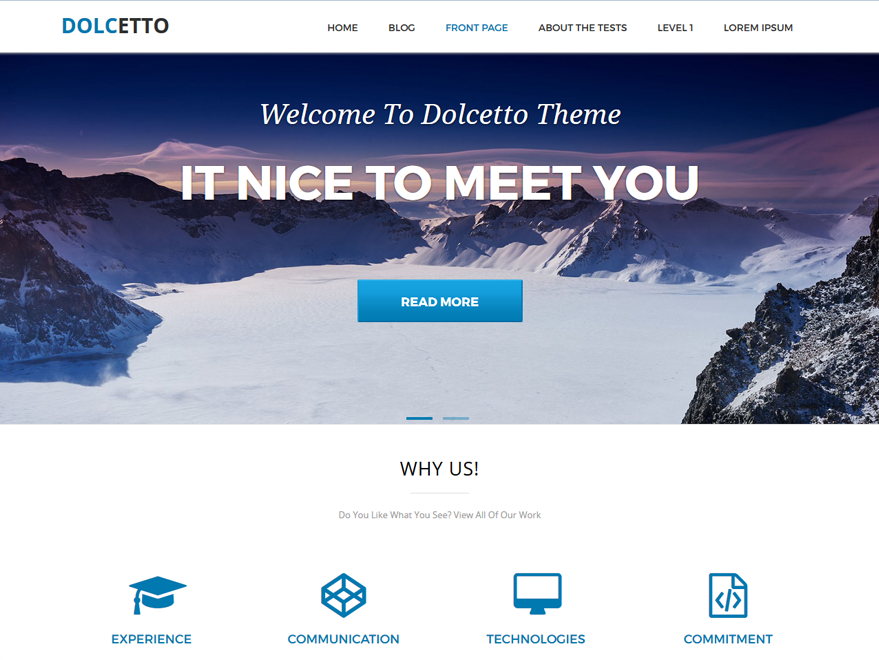 DOLCETTO
HOME BLOG FRONT PAGE ABOUT THE TESTS LEVEL 1 LOREM IPSUM
Welcome To Dolcetto Theme
IT NICE TO MEET YOU
READ MORE
WHY US!
Do You Like What You See? View All Of Our Work
EXPERIENCE COMMUNICATION TECHNOLOGIES COMMITMENT